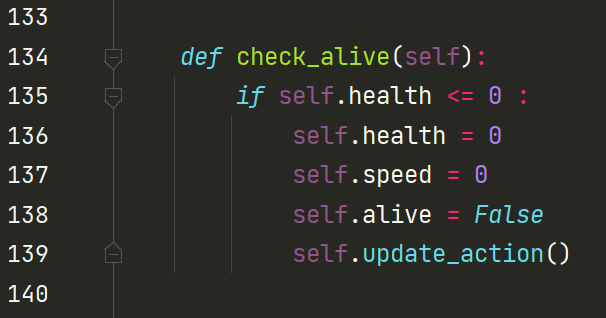 133
134 def check_alive(self):
135 if self.health <= 0 :
136 self.health = 0
137 self.speed = 0
138 self.alive = False
139 self.update_action()
140